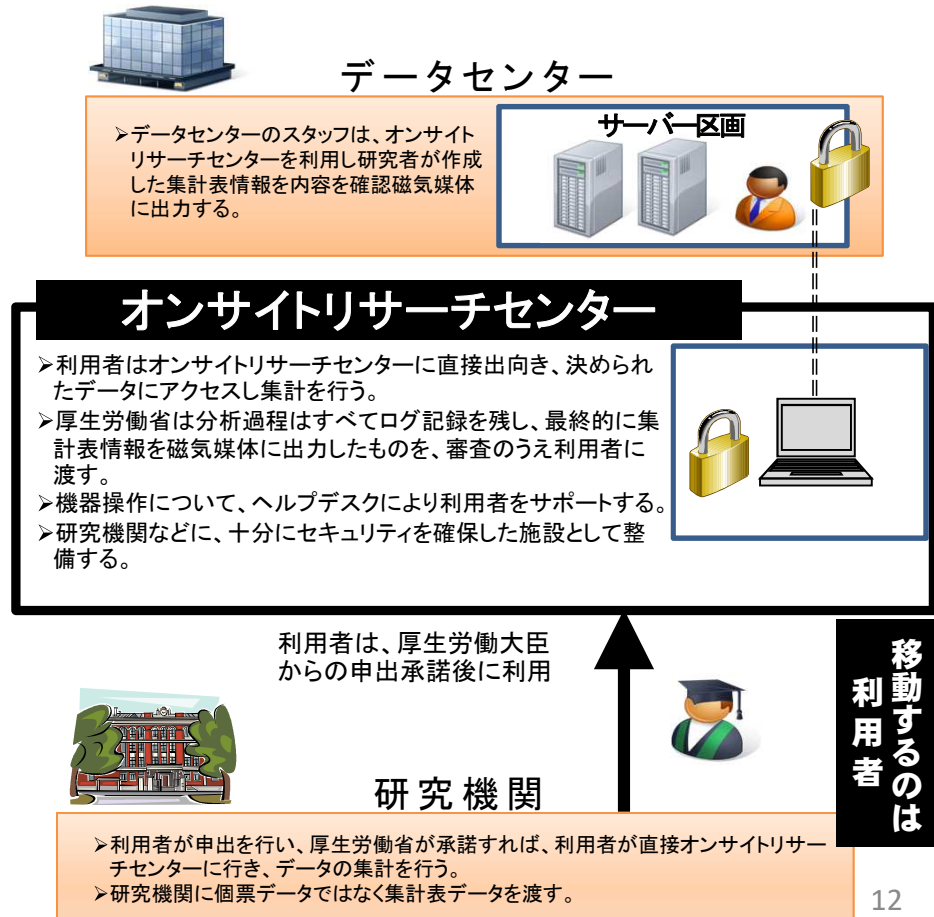 データセンター
➢データセンターのスタッフは、オンサイト
リサーチセンターを利用し研究者が作成
した集計表情報を内容を確認磁気媒体
に出力する。
サーバー区画
オンサイトリサーチセンター
➢利用者はオンサイトリサーチセンターに直接出向き、決められ
たデータにアクセスし集計を行う。
➢厚生労働省は分析過程はすべてログ記録を残し、最終的に集
計表情報を磁気媒体に出力したものを、審査のうえ利用者に
渡す。
➢機器操作について、ヘルプデスクにより利用者をサポートする。
➢研究機関などに、十分にセキュリティを確保した施設として整
備する。
利用者は、厚生労働大臣
からの申出承諾後に利用
移動するのは
利用者
研究機関
➢利用者が申出を行い、厚生労働省が承諾すれば、利用者が直接オンサイトリサー
チセンターに行き、データの集計を行う。
➢研究機関に個票データではなく集計表データを渡す。
12